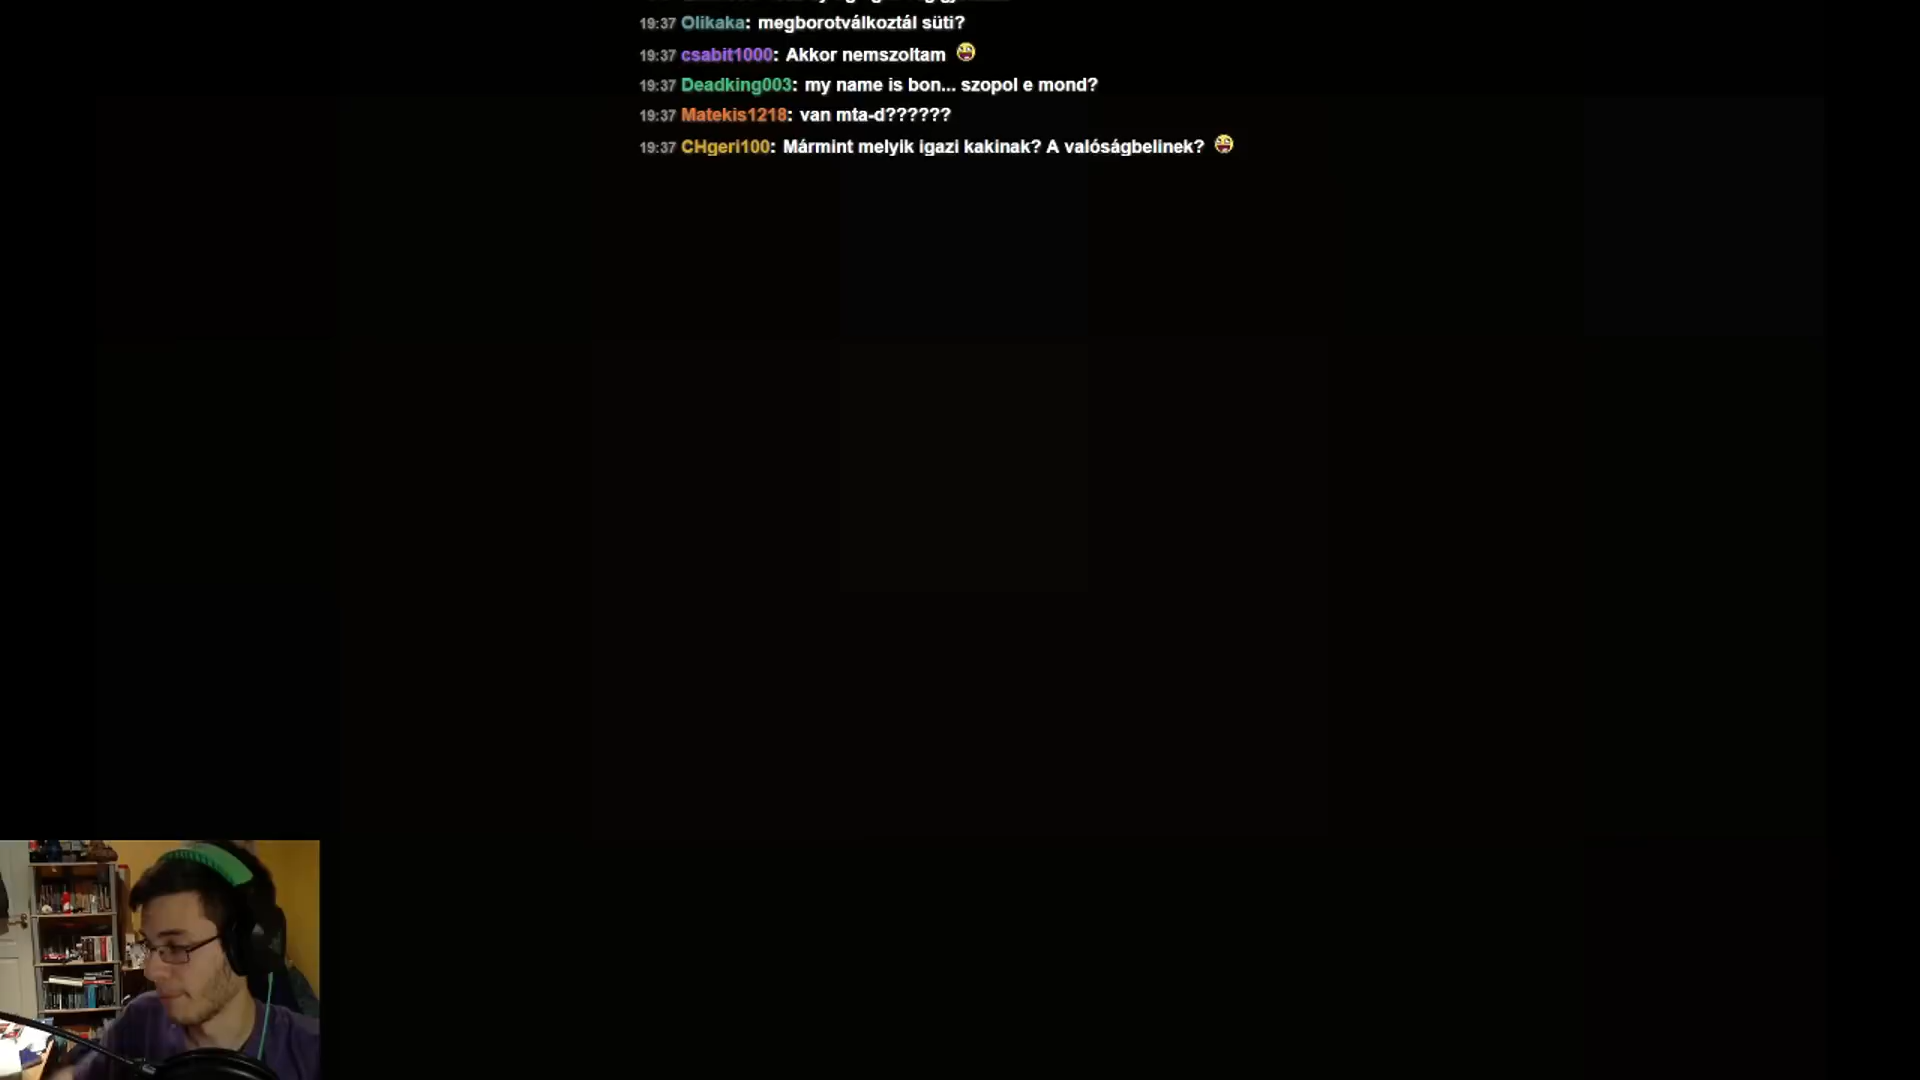 19:37 Olikaka: megborotválkoztál süti?
19:37 csabit1000: Akkor nemszoltam
19:37 Deadking003: my name is bon... szopol e mond?
19:37 Matekis1218: van mta-d??????
19:37 CHgeri100: Mármint melyik igazi kakinak? A valóságbelinek?